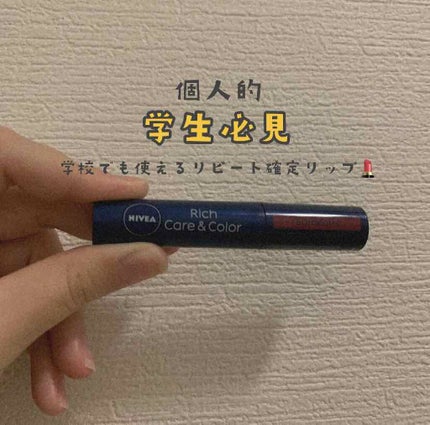 個人的
学生必見
学校でも使えるリピート確定リップ💄
NIVEA
Rich
Care & Color